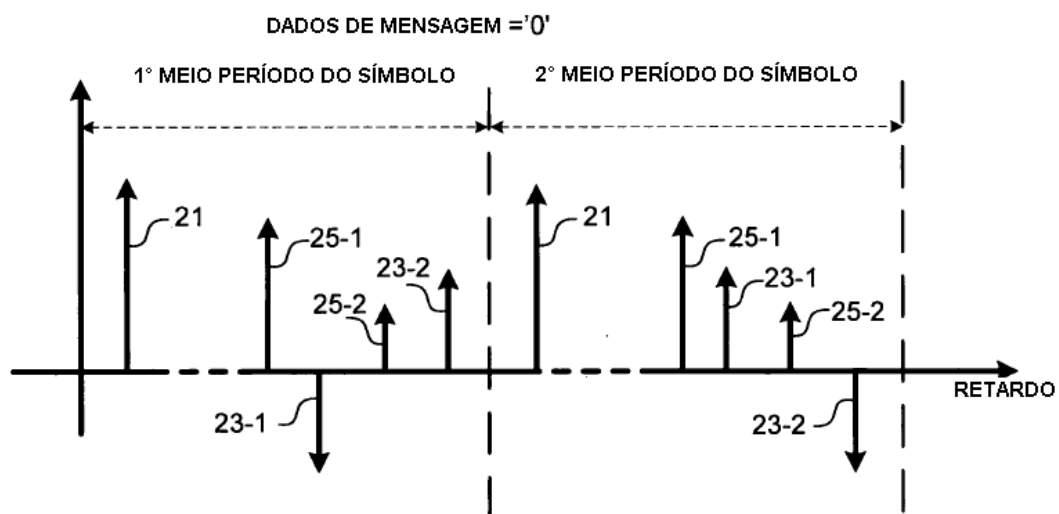 DADOS DE MENSAGEM ='0'
1° MEIO PERÍODO DO SÍMBOLO
2° MEIO PERÍODO DO SÍMBOLO
21
25-1
25-2
23-2
23-1
21
25-1
23-1
25-2
23-2
RETARDO